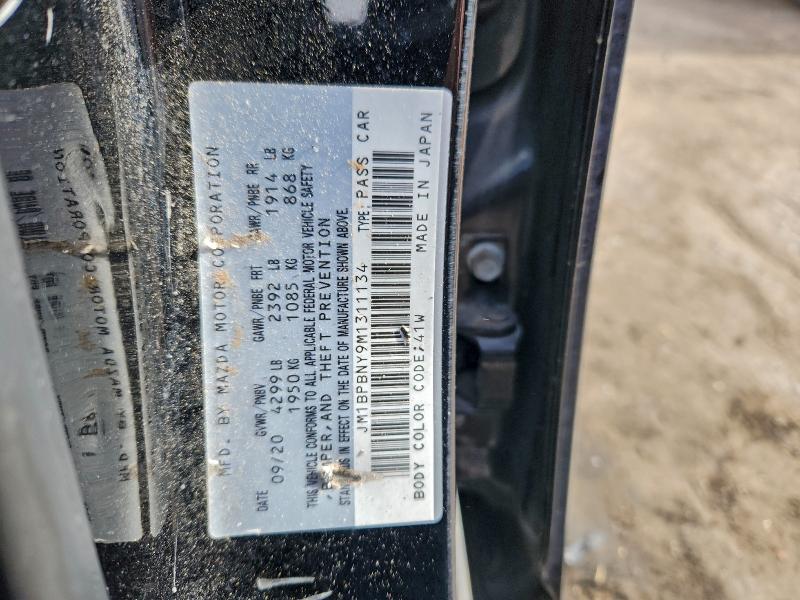 MFD. BY MAZDA MOTOR CORPORATION
DATE GVWR/PNBV GAWR/PNBE FRT GAWR/PNBE RR
09/20 4299 LB 2392 LB 1914 LB
1950 KG 1085 KG 868 KG
THIS VEHICLE CONFORMS TO ALL APPLICABLE FEDERAL MOTOR VEHICLE SAFETY
, BUMPER, AND THEFT PREVENTION
STANDARDS IN EFFECT ON THE DATE OF MANUFACTURE SHOWN ABOVE.
JM1BPBNY9M1311134 TYPE: PASS CAR
BODY COLOR CODE: 41W MADE IN JAPAN